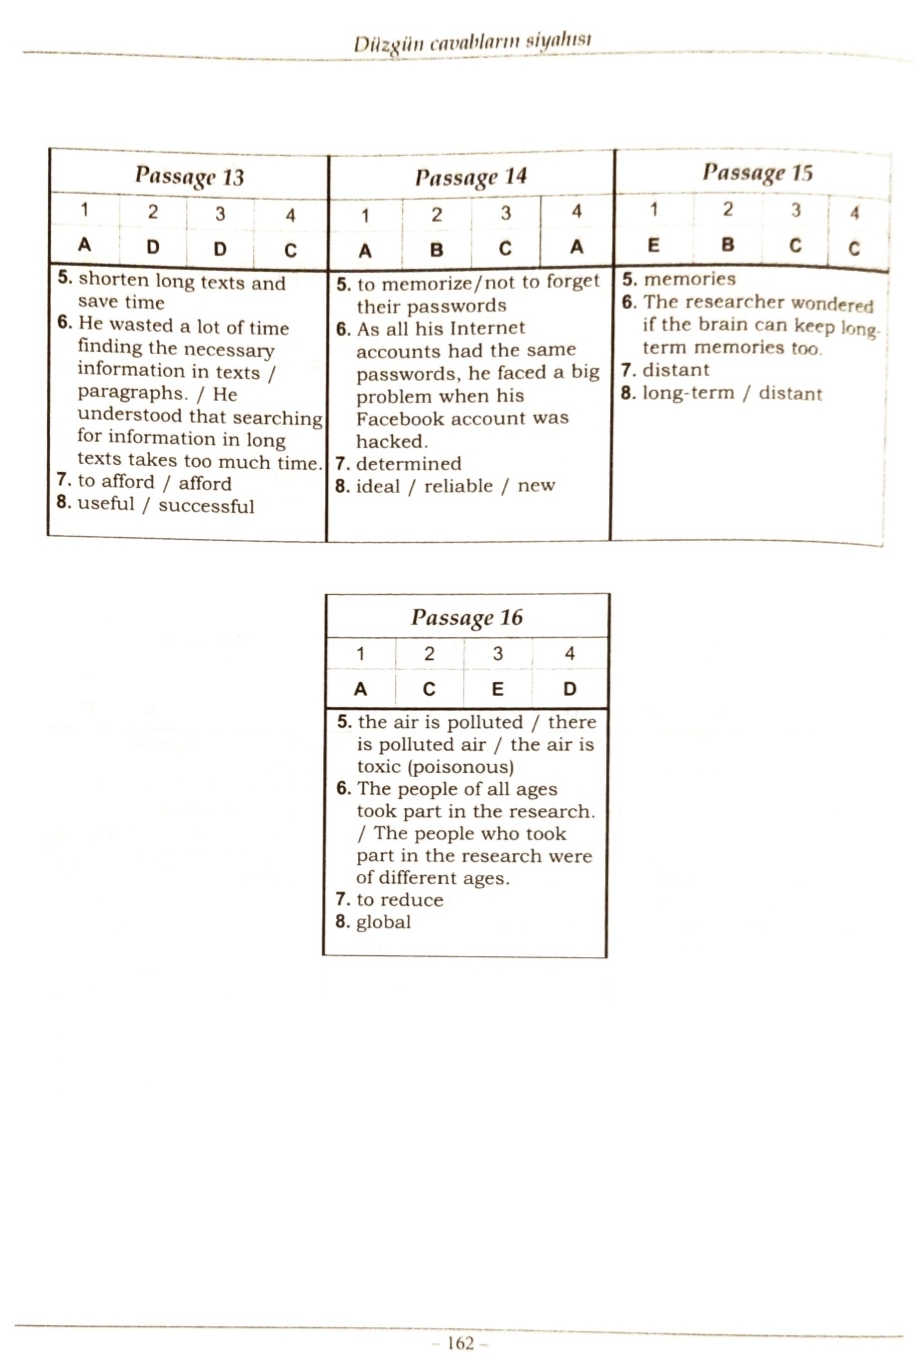 Düzgün cavabların siyahısı
Passage 13
1 2 3 4
A D D C
5. shorten long texts and
save time
6. He wasted a lot of time
finding the necessary
information in texts /
paragraphs. / He
understood that searching
for information in long
texts takes too much time.
7. to afford / afford
8. useful / successful
Passage 14
1 2 3 4
A B C A
5. to memorize/not to forget
their passwords
6. As all his Internet
accounts had the same
passwords, he faced a big
problem when his
Facebook account was
hacked.
7. determined
8. ideal / reliable / new
Passage 15
1 2 3 4
E B C C
5. memories
6. The researcher wondered
if the brain can keep long-
term memories too.
7. distant
8. long-term / distant
Passage 16
1 2 3 4
A C E D
5. the air is polluted / there
is polluted air / the air is
toxic (poisonous)
6. The people of all ages
took part in the research.
/ The people who took
part in the research were
of different ages.
7. to reduce
8. global
- 162 -